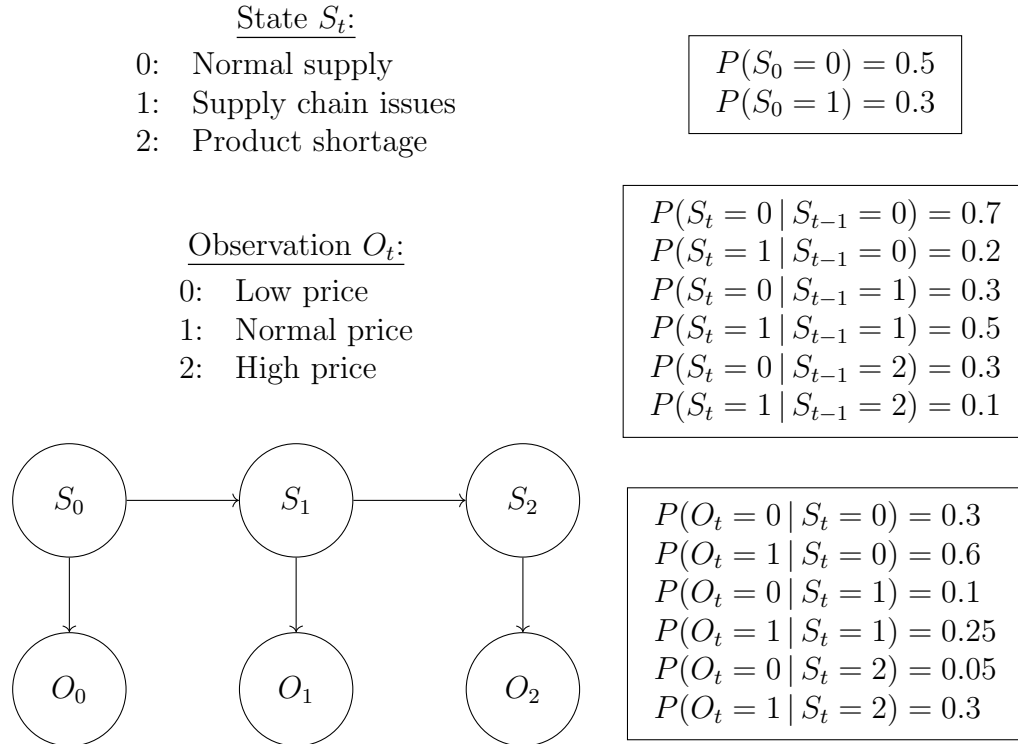 State S_t:
0: Normal supply
1: Supply chain issues
2: Product shortage
P(S_0 = 0) = 0.5
P(S_0 = 1) = 0.3
Observation O_t:
0: Low price
1: Normal price
2: High price
P(S_t = 0 | S_{t−1} = 0) = 0.7
P(S_t = 1 | S_{t−1} = 0) = 0.2
P(S_t = 0 | S_{t−1} = 1) = 0.3
P(S_t = 1 | S_{t−1} = 1) = 0.5
P(S_t = 0 | S_{t−1} = 2) = 0.3
P(S_t = 1 | S_{t−1} = 2) = 0.1
S_0 S_1 S_2
O_0 O_1 O_2
P(O_t = 0 | S_t = 0) = 0.3
P(O_t = 1 | S_t = 0) = 0.6
P(O_t = 0 | S_t = 1) = 0.1
P(O_t = 1 | S_t = 1) = 0.25
P(O_t = 0 | S_t = 2) = 0.05
P(O_t = 1 | S_t = 2) = 0.3